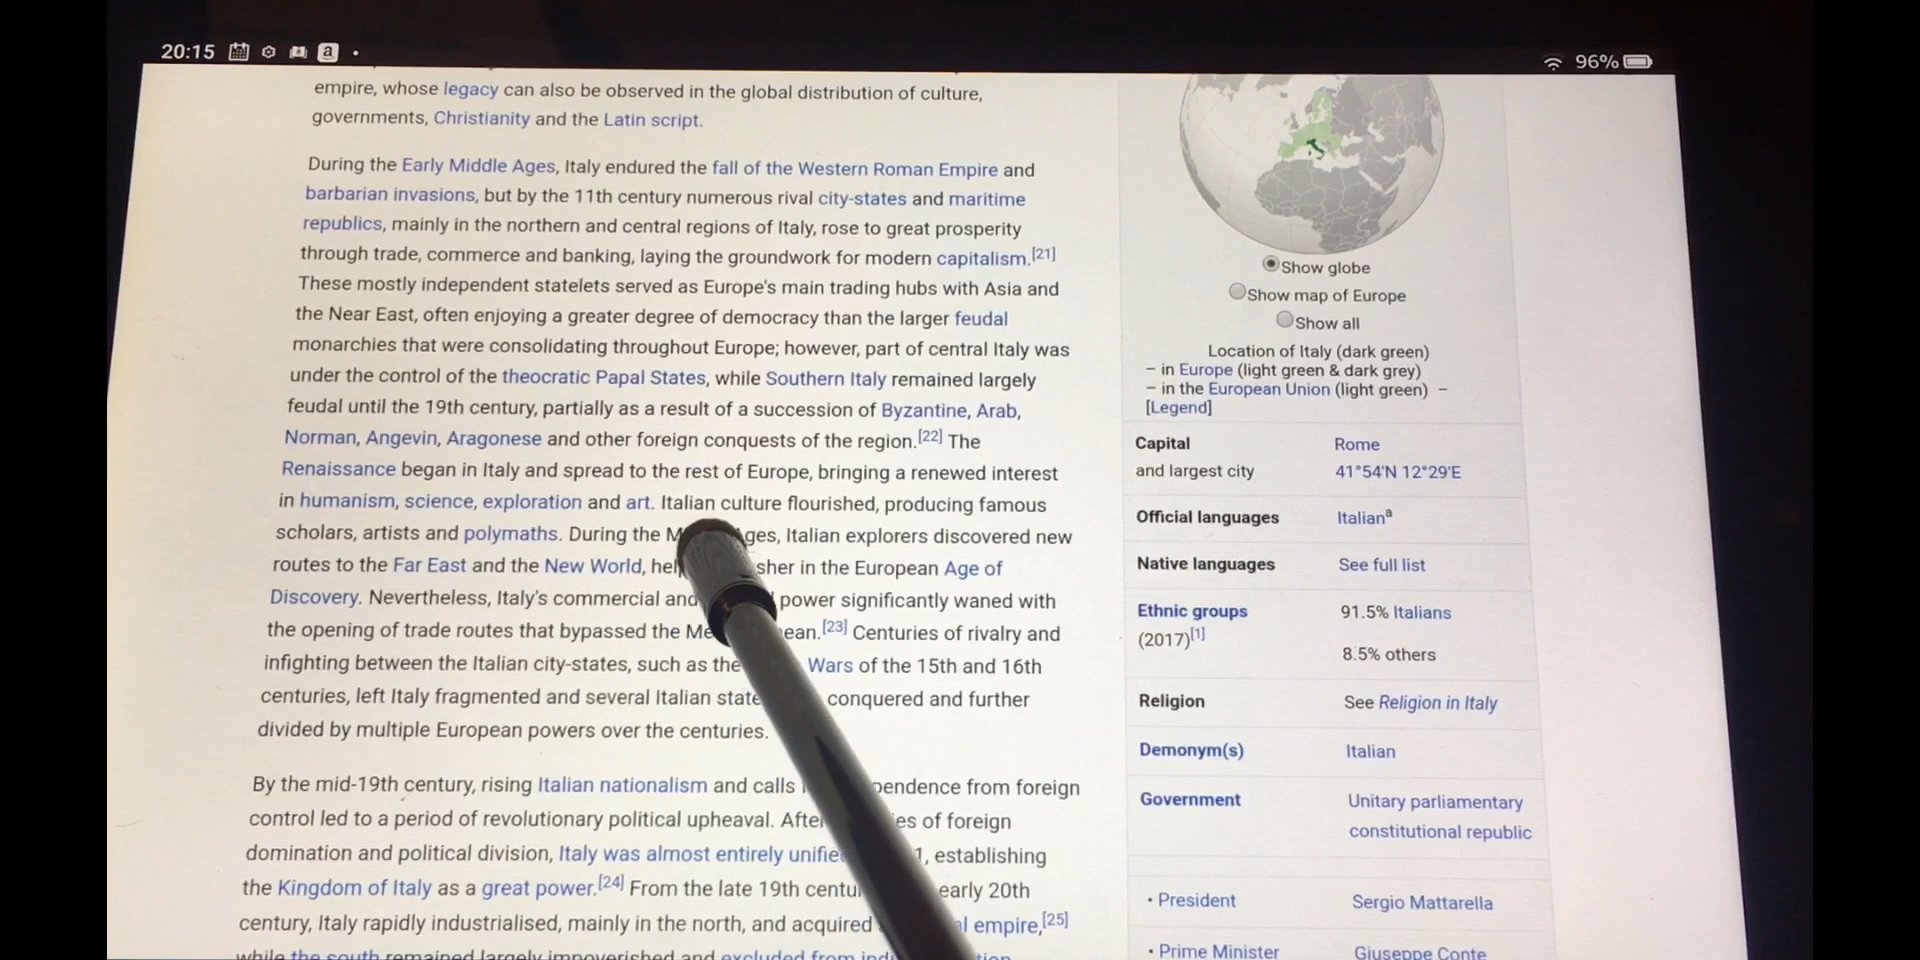 20:15
96%
empire, whose legacy can also be observed in the global distribution of culture,
governments, Christianity and the Latin script.
During the Early Middle Ages, Italy endured the fall of the Western Roman Empire and
barbarian invasions, but by the 11th century numerous rival city-states and maritime
republics, mainly in the northern and central regions of Italy, rose to great prosperity
through trade, commerce and banking, laying the groundwork for modern capitalism.[21]
These mostly independent statelets served as Europe's main trading hubs with Asia and
the Near East, often enjoying a greater degree of democracy than the larger feudal
monarchies that were consolidating throughout Europe; however, part of central Italy was
under the control of the theocratic Papal States, while Southern Italy remained largely
feudal until the 19th century, partially as a result of a succession of Byzantine, Arab,
Norman, Angevin, Aragonese and other foreign conquests of the region.[22] The
Renaissance began in Italy and spread to the rest of Europe, bringing a renewed interest
in humanism, science, exploration and art. Italian culture flourished, producing famous
scholars, artists and polymaths. During the Italian explorers discovered new
routes to the Far East and the New World, in the European Age of
Discovery. Nevertheless, Italy's commercial and power significantly waned with
the opening of trade routes that bypassed the [23] Centuries of rivalry and
infighting between the Italian city-states, such as the Wars of the 15th and 16th
centuries, left Italy fragmented and several Italian conquered and further
divided by multiple European powers over the centuries.
By the mid-19th century, rising Italian nationalism and calls from foreign
control led to a period of revolutionary political upheaval. of foreign
domination and political division, Italy was almost entirely establishing
the Kingdom of Italy as a great power.[24] From the late 19th early 20th
century, Italy rapidly industrialised, mainly in the north, and acquired empire,[25]
while the south remained largely impoverished and excluded from
Show globe
Show map of Europe
Show all
Location of Italy (dark green)
– in Europe (light green & dark grey)
– in the European Union (light green) –
[Legend]
Capital Rome
and largest city 41°54'N 12°29'E
Official languages Italianª
Native languages See full list
Ethnic groups 91.5% Italians
(2017)[1]
8.5% others
Religion See Religion in Italy
Demonym(s) Italian
Government Unitary parliamentary
constitutional republic
• President Sergio Mattarella
• Prime Minister Giuseppe Conte